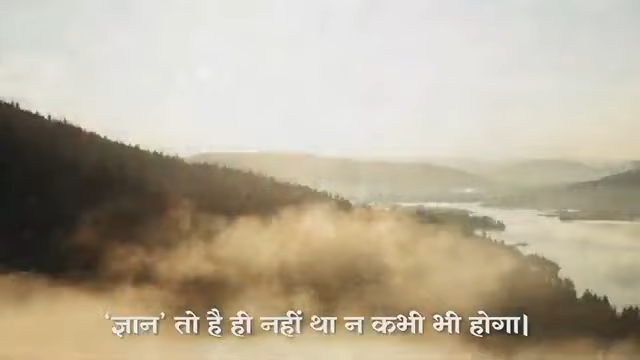 ‘ज्ञान’ तो है ही नहीं था न कभी भी होगा।